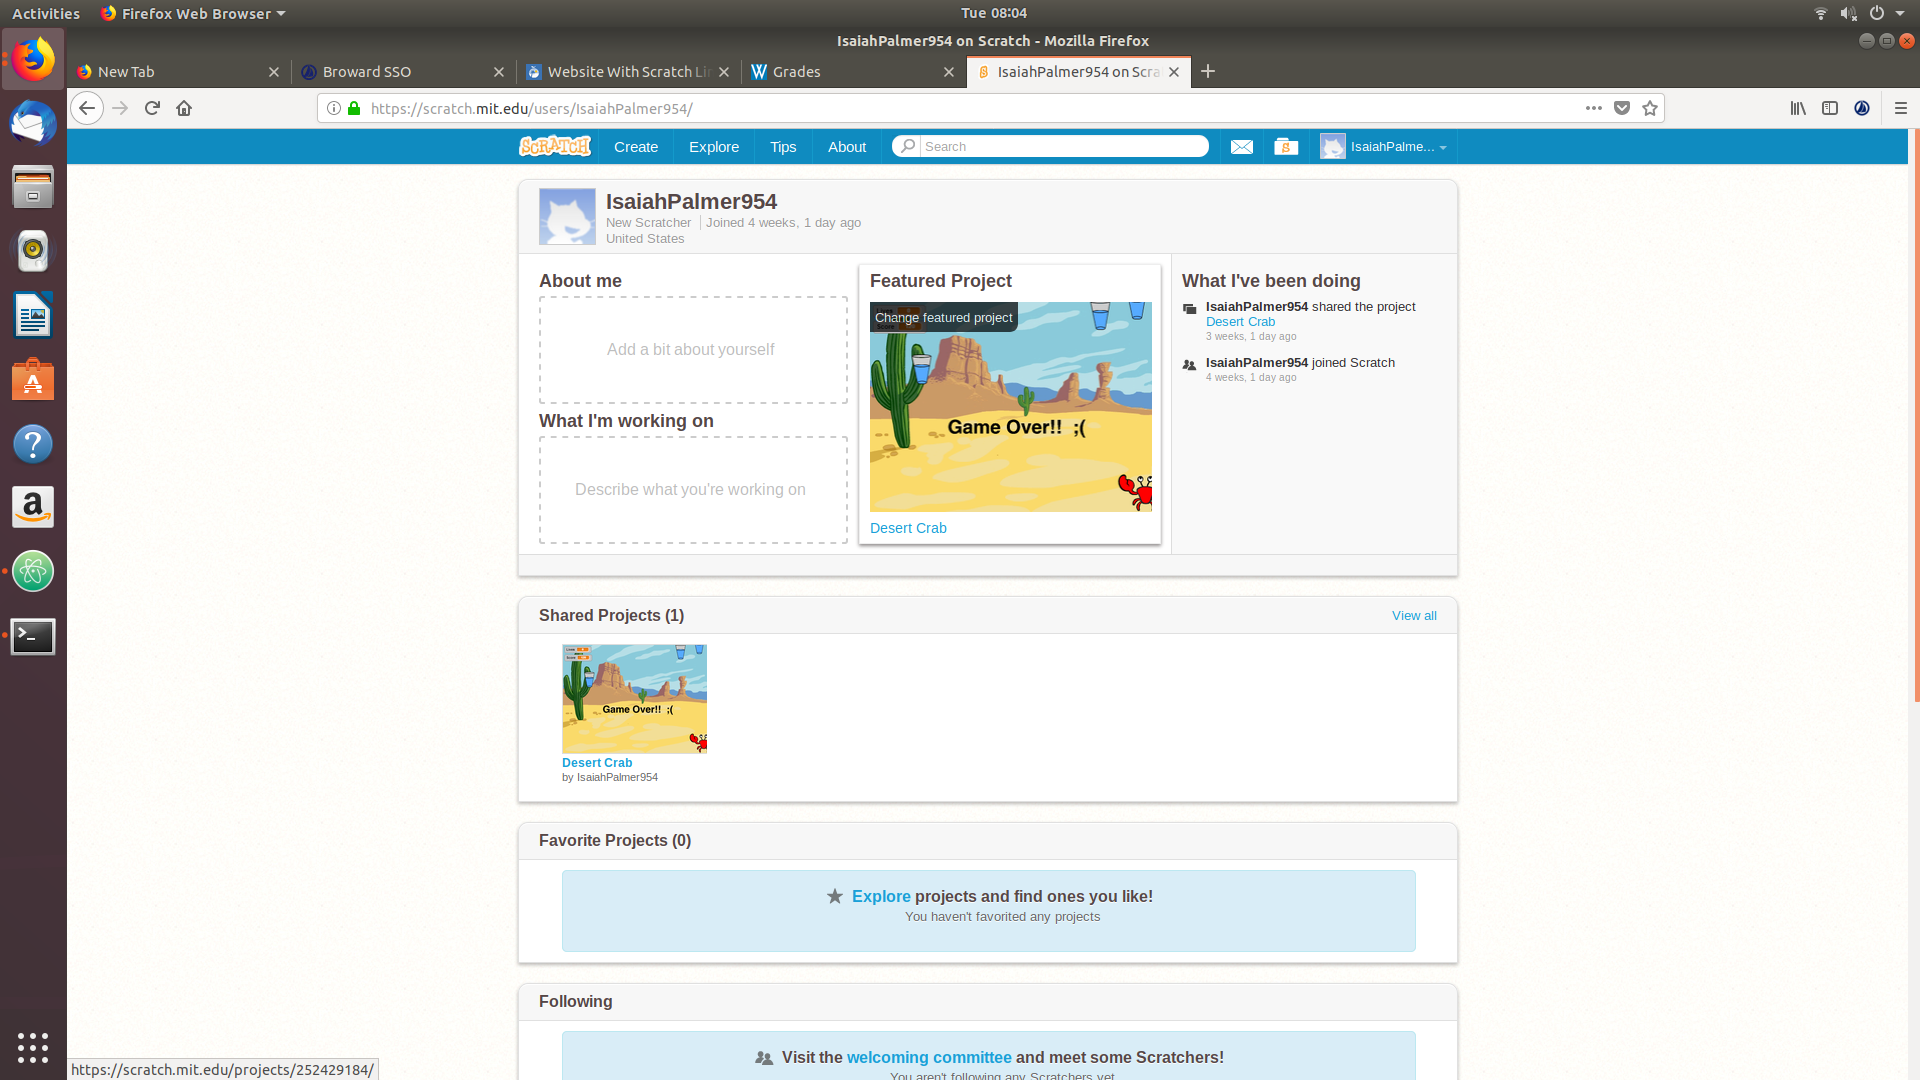 Activities
Firefox Web Browser
Tue 08:04
IsaiahPalmer954 on Scratch - Mozilla Firefox
New Tab
Broward SSO
Website With Scratch Li
Grades
IsaiahPalmer954 on Scra
https://scratch.mit.edu/users/IsaiahPalmer954/
SCRATCH
Create
Explore
Tips
About
Search
IsaiahPalme...
IsaiahPalmer954
New Scratcher
Joined 4 weeks, 1 day ago
United States
About me
Add a bit about yourself
What I'm working on
Describe what you're working on
Featured Project
Change featured project
Game Over!! ;(
Desert Crab
What I've been doing
IsaiahPalmer954 shared the project
Desert Crab
3 weeks, 1 day ago
IsaiahPalmer954 joined Scratch
4 weeks, 1 day ago
Shared Projects (1)
View all
Game Over!! ;(
Desert Crab
by IsaiahPalmer954
Favorite Projects (0)
Explore projects and find ones you like!
You haven't favorited any projects
Following
Visit the welcoming committee and meet some Scratchers!
You aren't following any Scratchers yet
https://scratch.mit.edu/projects/252429184/